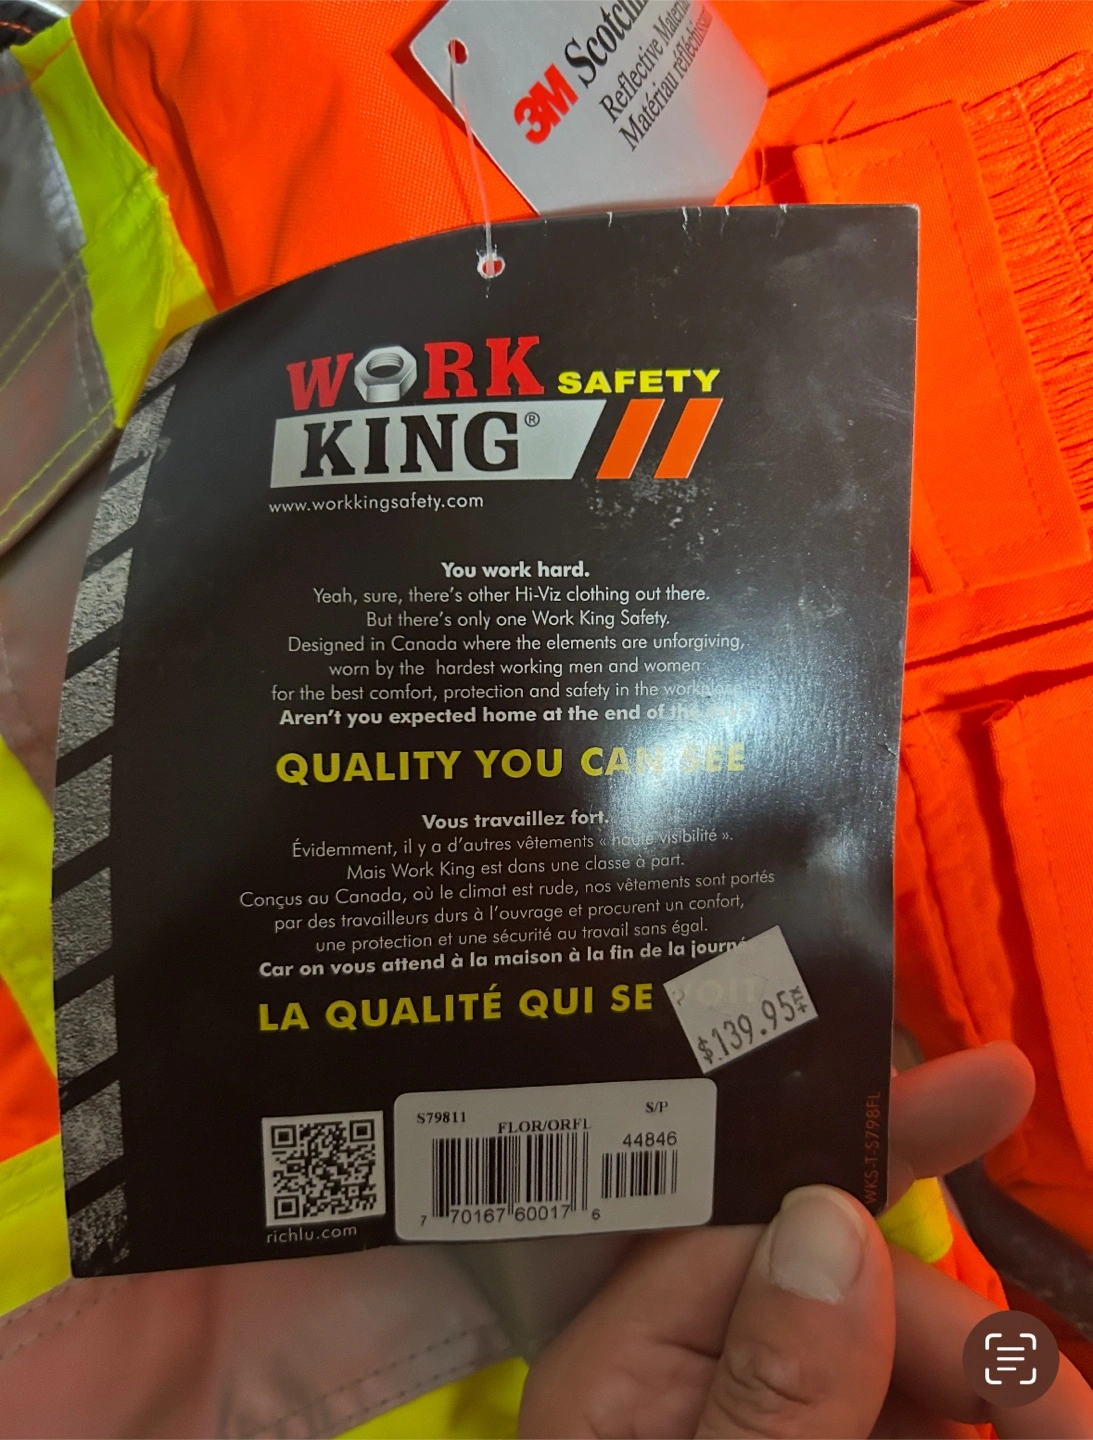 3M
Reflective
Matériau
WORK
SAFETY
KING®
www.workkingsafety.com
You work hard.
Yeah, sure, there's other Hi-Viz clothing out there.
But there's only one Work King Safety.
Designed in Canada where the elements are unforgiving,
worn by the hardest working men and women
for the best comfort, protection and safety in the
Aren't you expected home at the end of the
QUALITY YOU CAN SEE
Vous travaillez fort.
Évidemment, il y a d'autres vêtements « haute visibilité ».
Mais Work King est dans une classe à part.
Conçus au Canada, où le climat est rude, nos vêtements sont portés
par des travailleurs durs à l'ouvrage et procurent un confort,
une protection et une sécurité au travail sans égal.
Car on vous attend à la maison à la fin de la
LA QUALITÉ QUI SE
$139.95
S79811
S/P
FLOR/ORFL
44846
7 70167 60017 6
richlu.com
WKS-T-S798FL